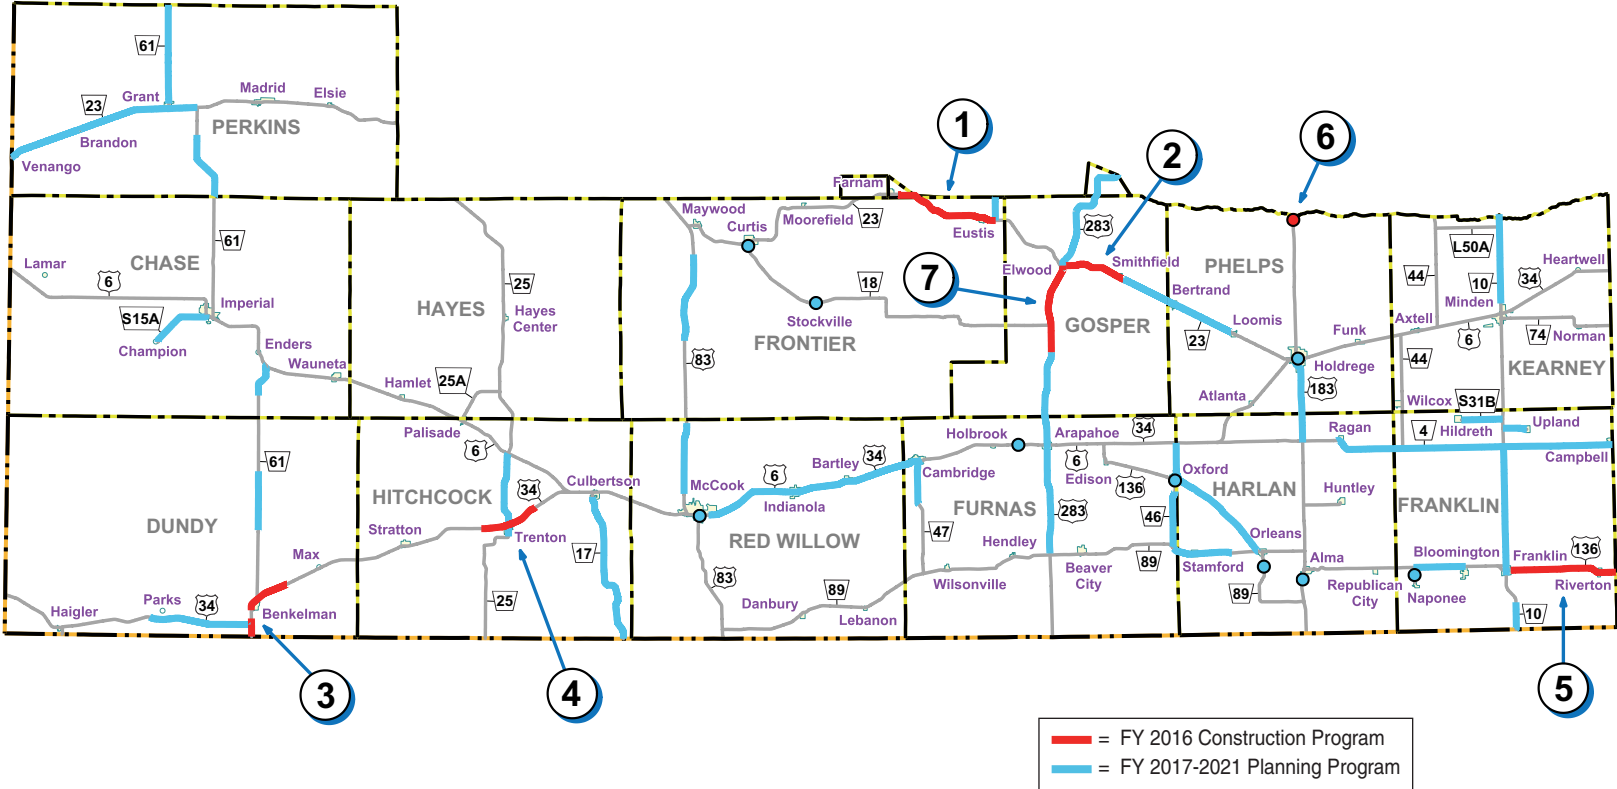 61
Grant
Madrid
Elsie
23
PERKINS
Brandon
Venango
1
2
6
Farnam
Maywood
Curtis
Moorefield
23
Eustis
283
61
CHASE
Lamar
6
Imperial
S15A
Champion
Enders
Wauneta
HAYES
25
Hayes
Center
Hamlet
25A
7
Elwood
18
Stockville
FRONTIER
83
Smithfield
Bertrand
GOSPER
PHELPS
Loomis
23
Funk
Holdrege
183
Atlanta
L50A
44
10
34
Heartwell
Minden
Axtell
6
74
Norman
44
KEARNEY
Wilcox
S31B
Palisade
6
Culbertson
HITCHCOCK
34
Stratton
Trenton
17
25
61
DUNDY
Max
Parks
34
Haigler
Benkelman
McCook
6
Bartley
34
Indianola
RED WILLOW
83
Danbury
89
Lebanon
Holbrook
Arapahoe
34
6
Cambridge
Edison
136
Oxford
FURNAS
283
46
47
Hendley
Wilsonville
Beaver
City
89
Stamford
HARLAN
Orleans
89
Alma
Huntley
Republican
City
Ragan
4
Hildreth
Upland
Campbell
FRANKLIN
Bloomington
Naponee
Franklin
136
Riverton
10
3
4
5
= FY 2016 Construction Program
= FY 2017-2021 Planning Program